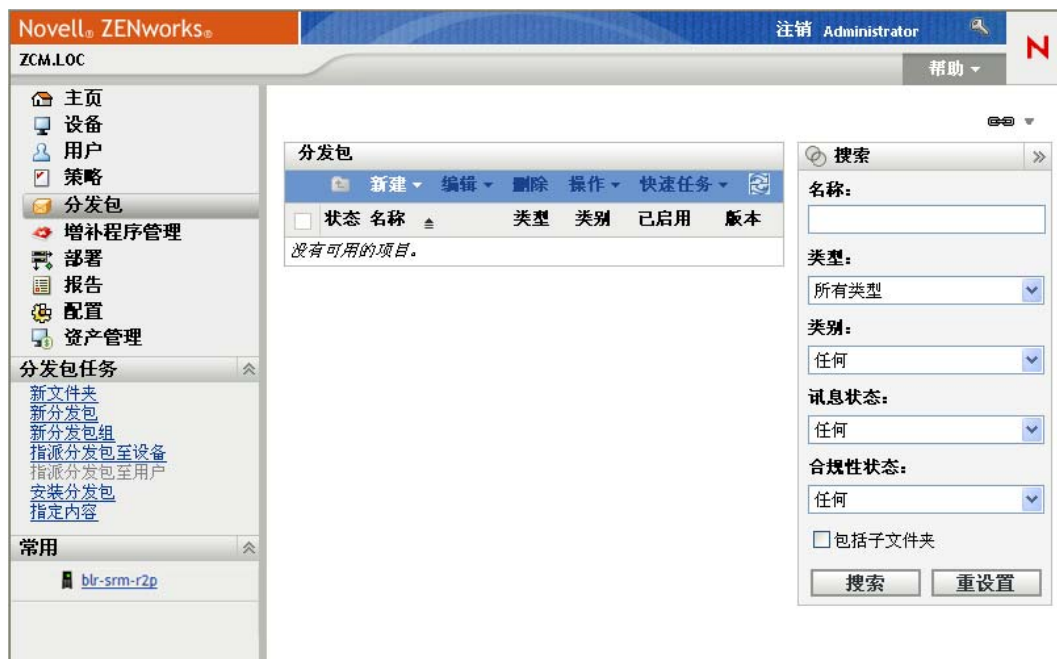 Novell® ZENworks®
注销 Administrator
N
ZCM.LOC
帮助
主页
设备
用户
策略
分发包
增补程序管理
部署
报告
配置
资产管理
分发包任务
新文件夹
新分发包
新分发包组
指派分发包至设备
指派分发包至用户
安装分发包
指定内容
常用
blr-srm-r2p
分发包
新建 编辑 删除 操作 快速任务
状态 名称 类型 类别 已启用 版本
没有可用的项目。
搜索
名称:
类型:
所有类型
类别:
任何
讯息状态:
任何
合规性状态:
任何
包括子文件夹
搜索 重设置